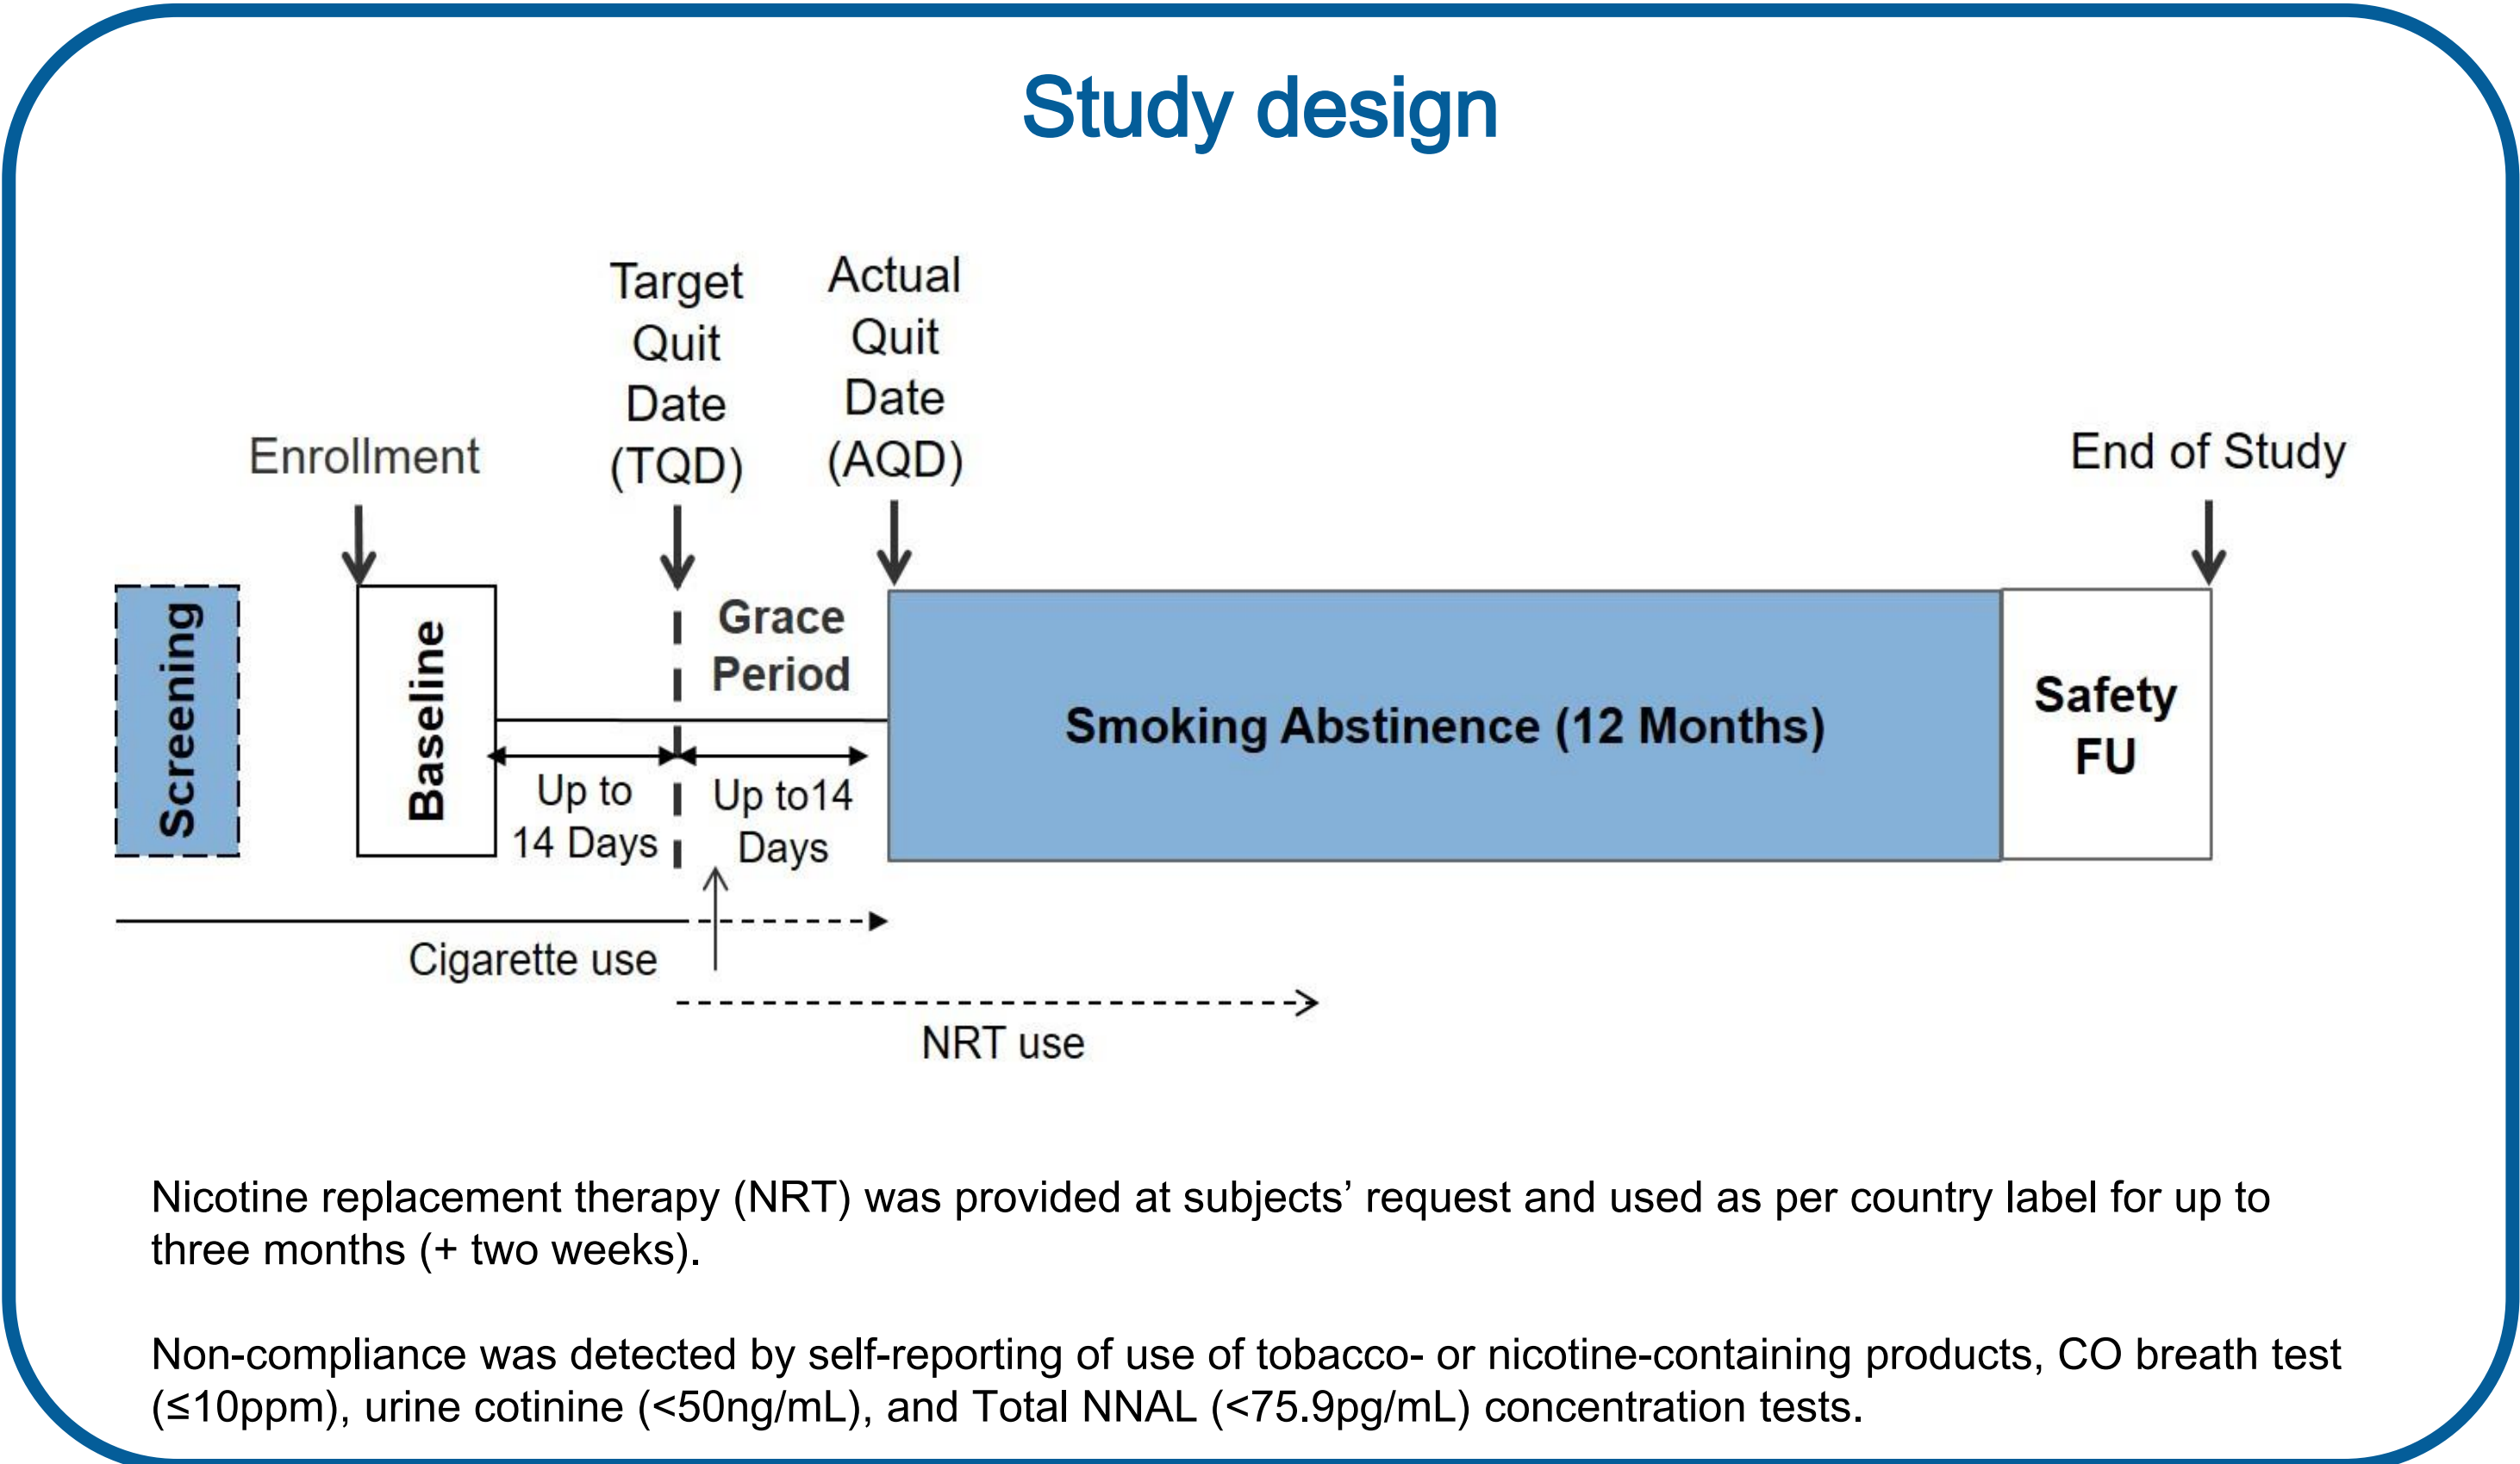 Study design
Target
Quit
Date
(TQD)
Actual
Quit
Date
(AQD)
Enrollment
End of Study
Screening
Baseline
Grace
Period
Smoking Abstinence (12 Months)
Safety
FU
Up to
14 Days
Up to14
Days
Cigarette use
NRT use
Nicotine replacement therapy (NRT) was provided at subjects’ request and used as per country label for up to
three months (+ two weeks).
Non-compliance was detected by self-reporting of use of tobacco- or nicotine-containing products, CO breath test
(≤10ppm), urine cotinine (<50ng/mL), and Total NNAL (<75.9pg/mL) concentration tests.